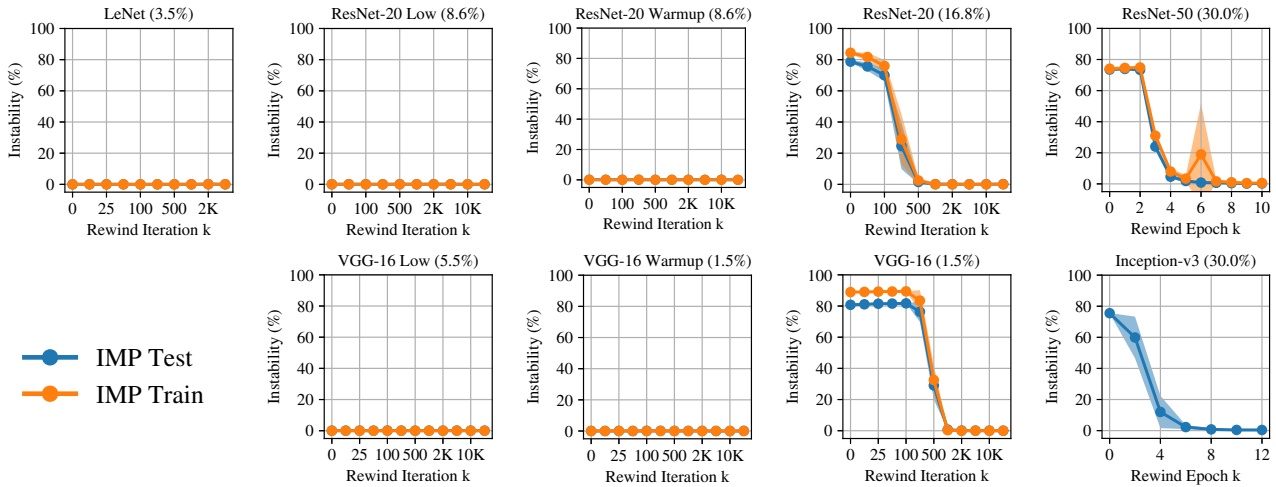 LeNet (3.5%)
100
80
60
40
20
0
Instability (%)
0 25 100 500 2K
Rewind Iteration k
ResNet-20 Low (8.6%)
100
80
60
40
20
0
Instability (%)
0 100 500 2K 10K
Rewind Iteration k
ResNet-20 Warmup (8.6%)
100
80
60
40
20
0
Instability (%)
0 100 500 2K 10K
Rewind Iteration k
ResNet-20 (16.8%)
100
80
60
40
20
0
Instability (%)
0 100 500 2K 10K
Rewind Iteration k
ResNet-50 (30.0%)
100
80
60
40
20
0
Instability (%)
0 2 4 6 8 10
Rewind Epoch k
IMP Test
IMP Train
VGG-16 Low (5.5%)
100
80
60
40
20
0
Instability (%)
0 25 100 500 2K 10K
Rewind Iteration k
VGG-16 Warmup (1.5%)
100
80
60
40
20
0
Instability (%)
0 25 100 500 2K 10K
Rewind Iteration k
VGG-16 (1.5%)
100
80
60
40
20
0
Instability (%)
0 25 100 500 2K 10K
Rewind Iteration k
Inception-v3 (30.0%)
100
80
60
40
20
0
Instability (%)
0 4 8 12
Rewind Epoch k